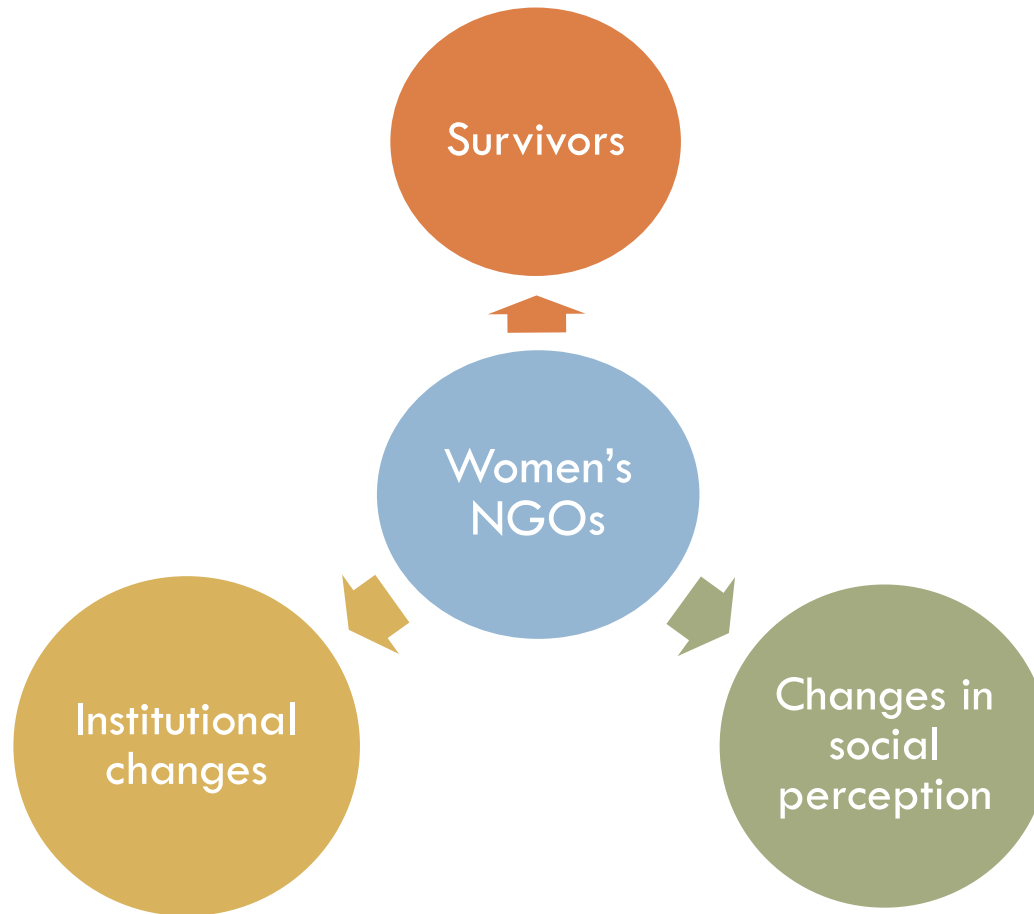 Survivors
Women’s
NGOs
Institutional
changes
Changes in
social
perception